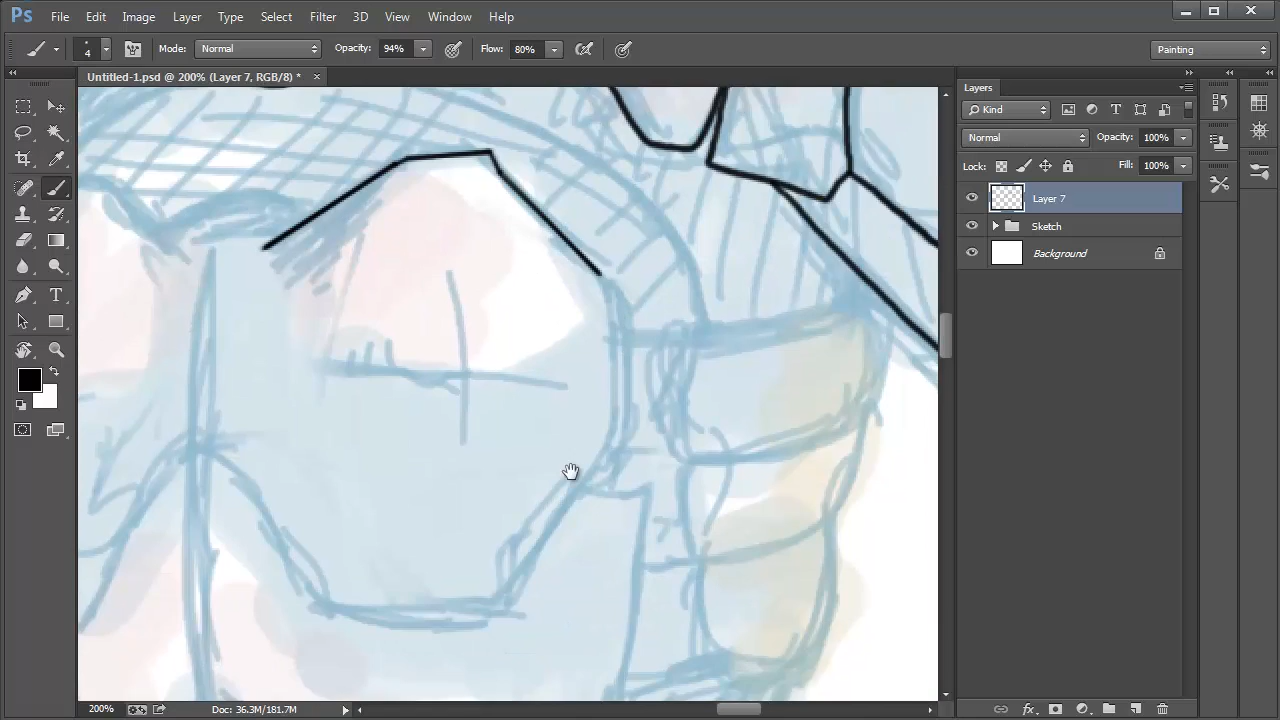 Ps File Edit Image Layer Type Select Filter 3D View Window Help
4 Mode: Normal Opacity: 94% Flow: 80% Painting
Untitled-1.psd @ 200% (Layer 7, RGB/8) *
Layers
Kind
Normal Opacity: 100%
Lock: Fill: 100%
Layer 7
Sketch
Background
200% Doc: 36.3M/181.7M